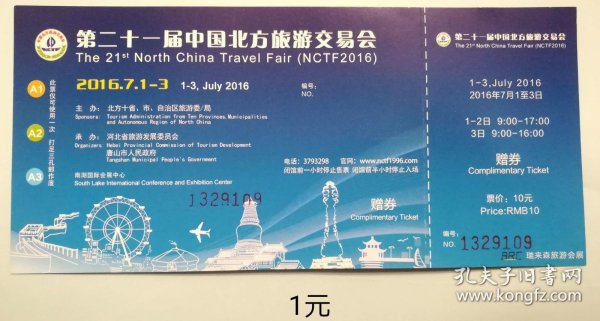 第二十一届中国北方旅游交易会
The 21st North China Travel Fair (NCTF2016)
2016.7.1-3 1-3, July 2016
编号:
NO.
A1
A2
A3
此票仅可使用一次 打足三孔即作废
主办: 北方十省、市、自治区旅游委/局
Sponsors: Tourism Administration from Ten Provinces, Municipalities
and Autonomous Region of North China
承办: 河北省旅游发展委员会
Organizers: Hebei Provincial Commission of Tourism Development
唐山市人民政府
Tangshan Municipal People's Government
电话: 3793298 官网: www.nctf1996.com
闭馆前一小时停止售票 闭馆前半小时停止入场
南湖国际会展中心
South Lake International Conference and Exhibition Center
1329109
赠券
Complimentary Ticket
第二十一届中国北方旅游交易会
The 21st North China Travel Fair (NCTF2016)
1-3, July 2016
2016年7月1日至3日
1-2日 9:00-17:00
3日 9:00-16:00
赠券
Complimentary Ticket
票价: 10元
Price:RMB10
编号:
NO. 1329109
瑞来森旅游会展
孔夫子旧书网
www.kongfz.com
1元